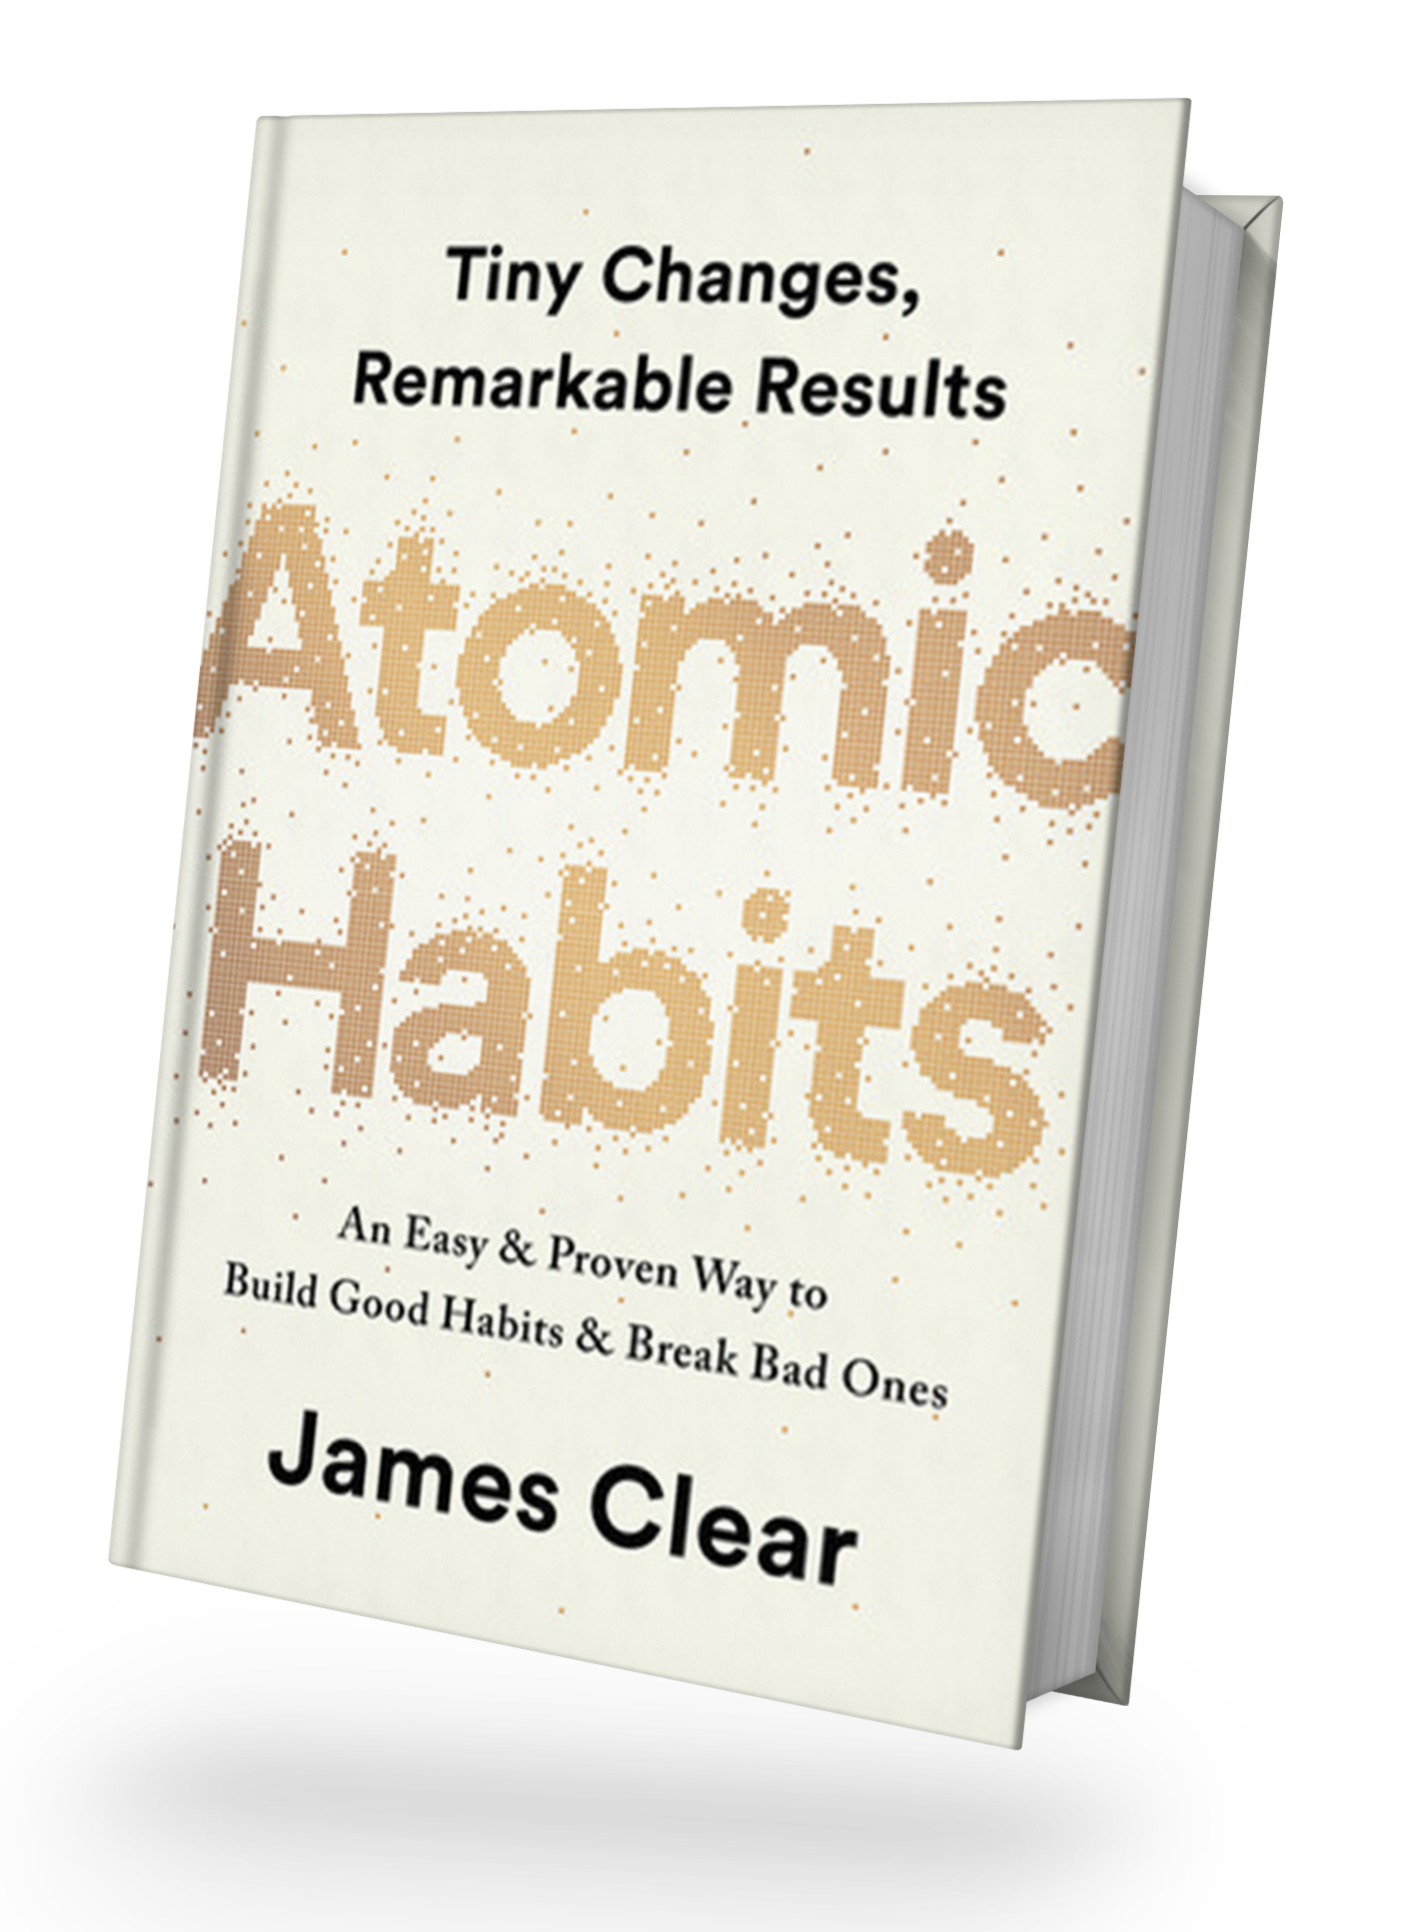 Tiny Changes,
Remarkable Results
Atomic
Habits
An Easy & Proven Way to
Build Good Habits & Break Bad Ones
James Clear